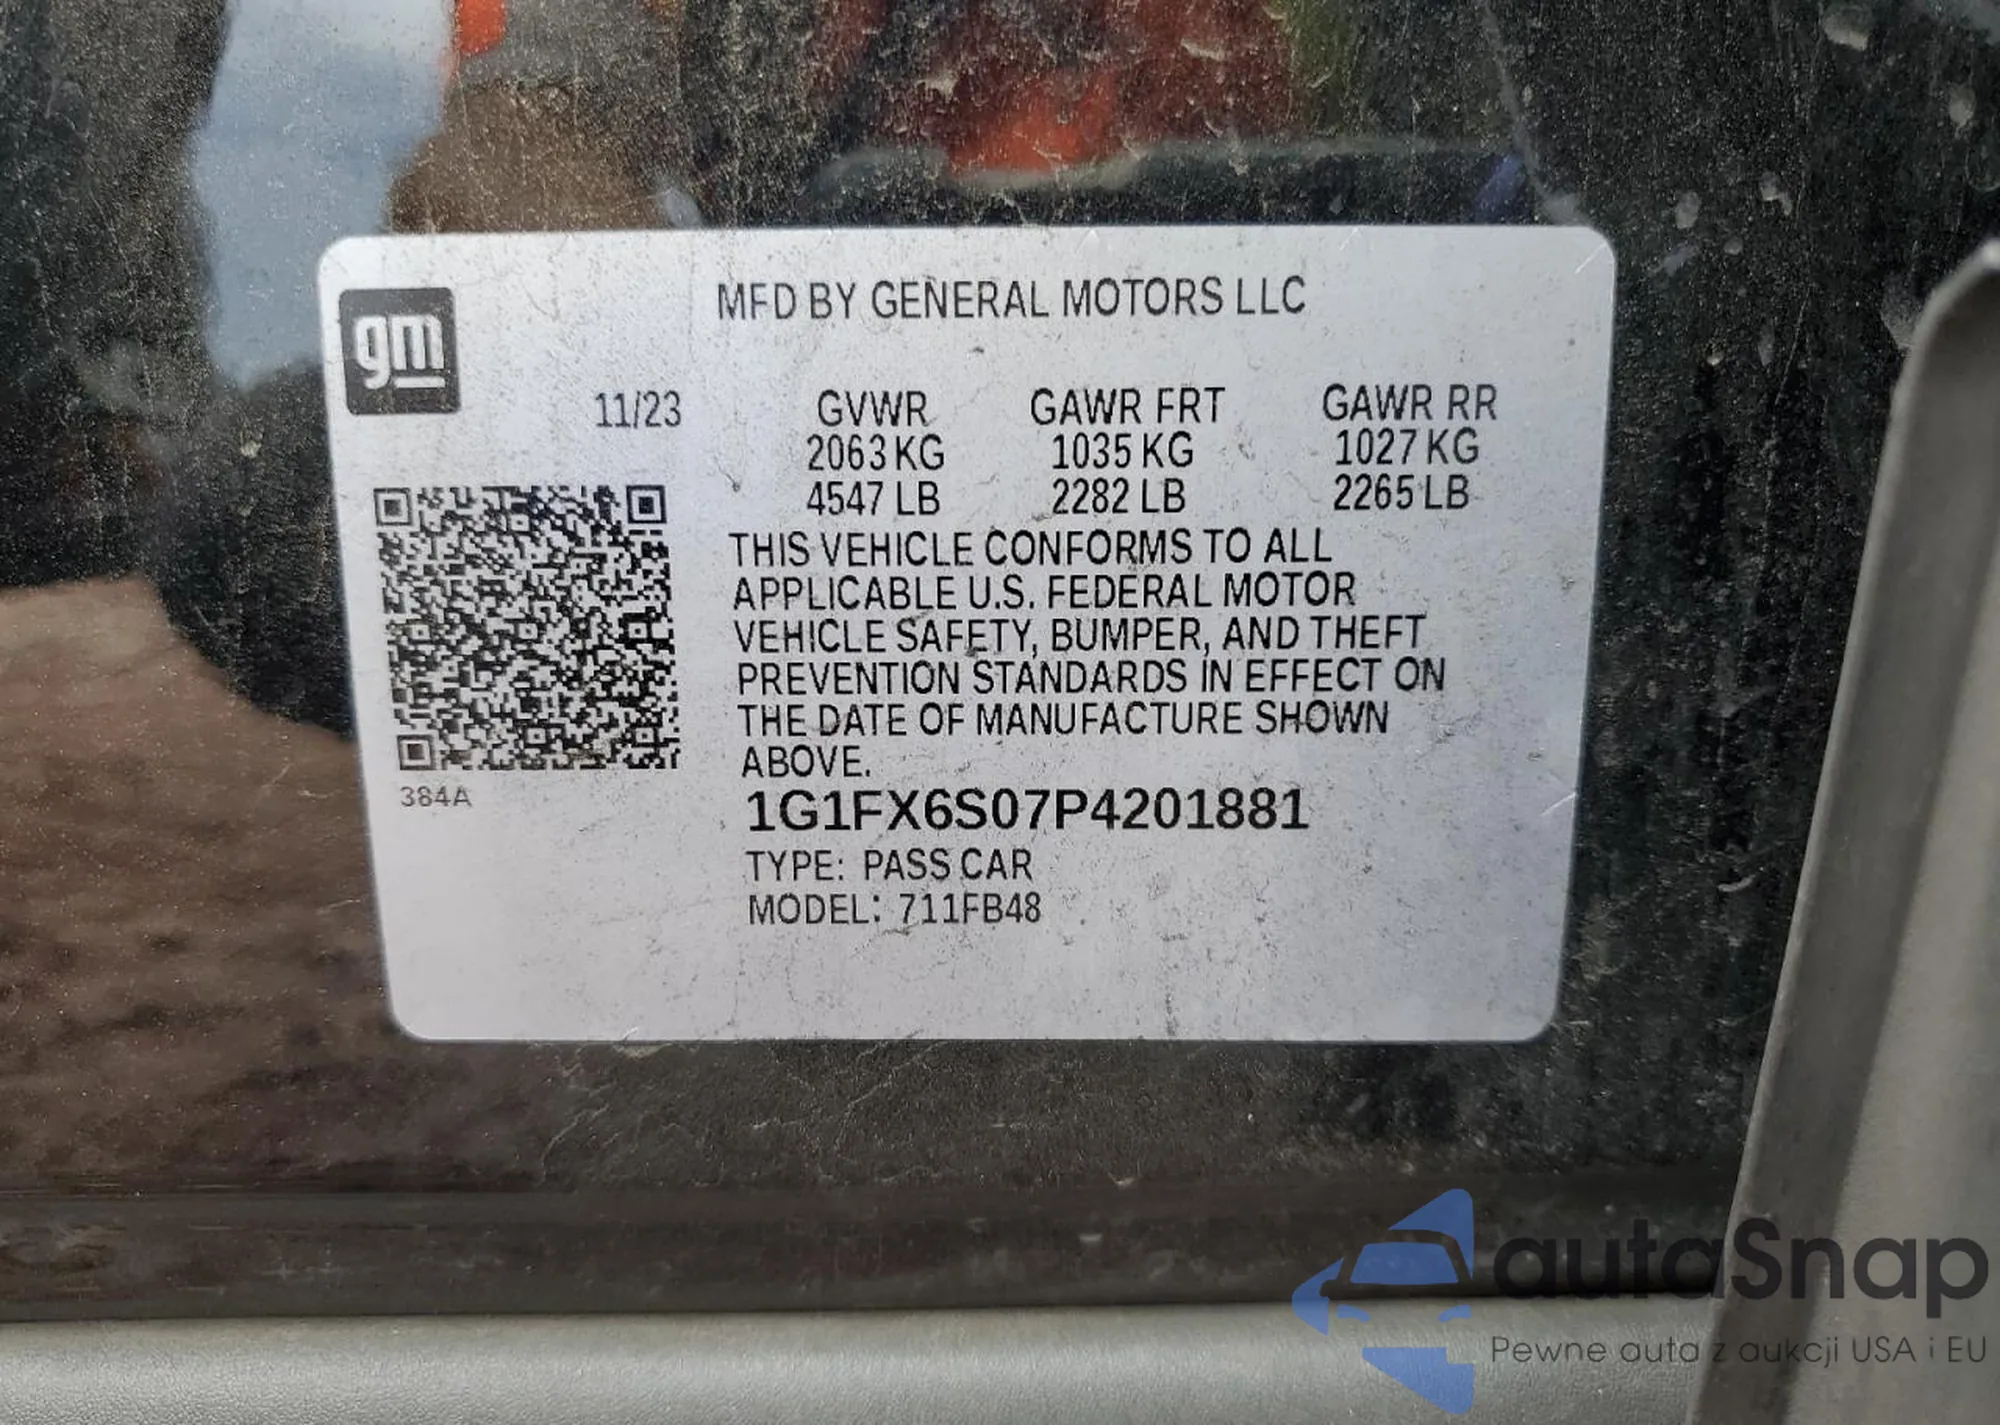 gm
MFD BY GENERAL MOTORS LLC
11/23 GVWR GAWR FRT GAWR RR
2063 KG 1035 KG 1027 KG
4547 LB 2282 LB 2265 LB
THIS VEHICLE CONFORMS TO ALL
APPLICABLE U.S. FEDERAL MOTOR
VEHICLE SAFETY, BUMPER, AND THEFT
PREVENTION STANDARDS IN EFFECT ON
THE DATE OF MANUFACTURE SHOWN
ABOVE.
384A
1G1FX6S07P4201881
TYPE: PASS CAR
MODEL: 711FB48
autaSnap
Pewne auta z aukcji USA i EU